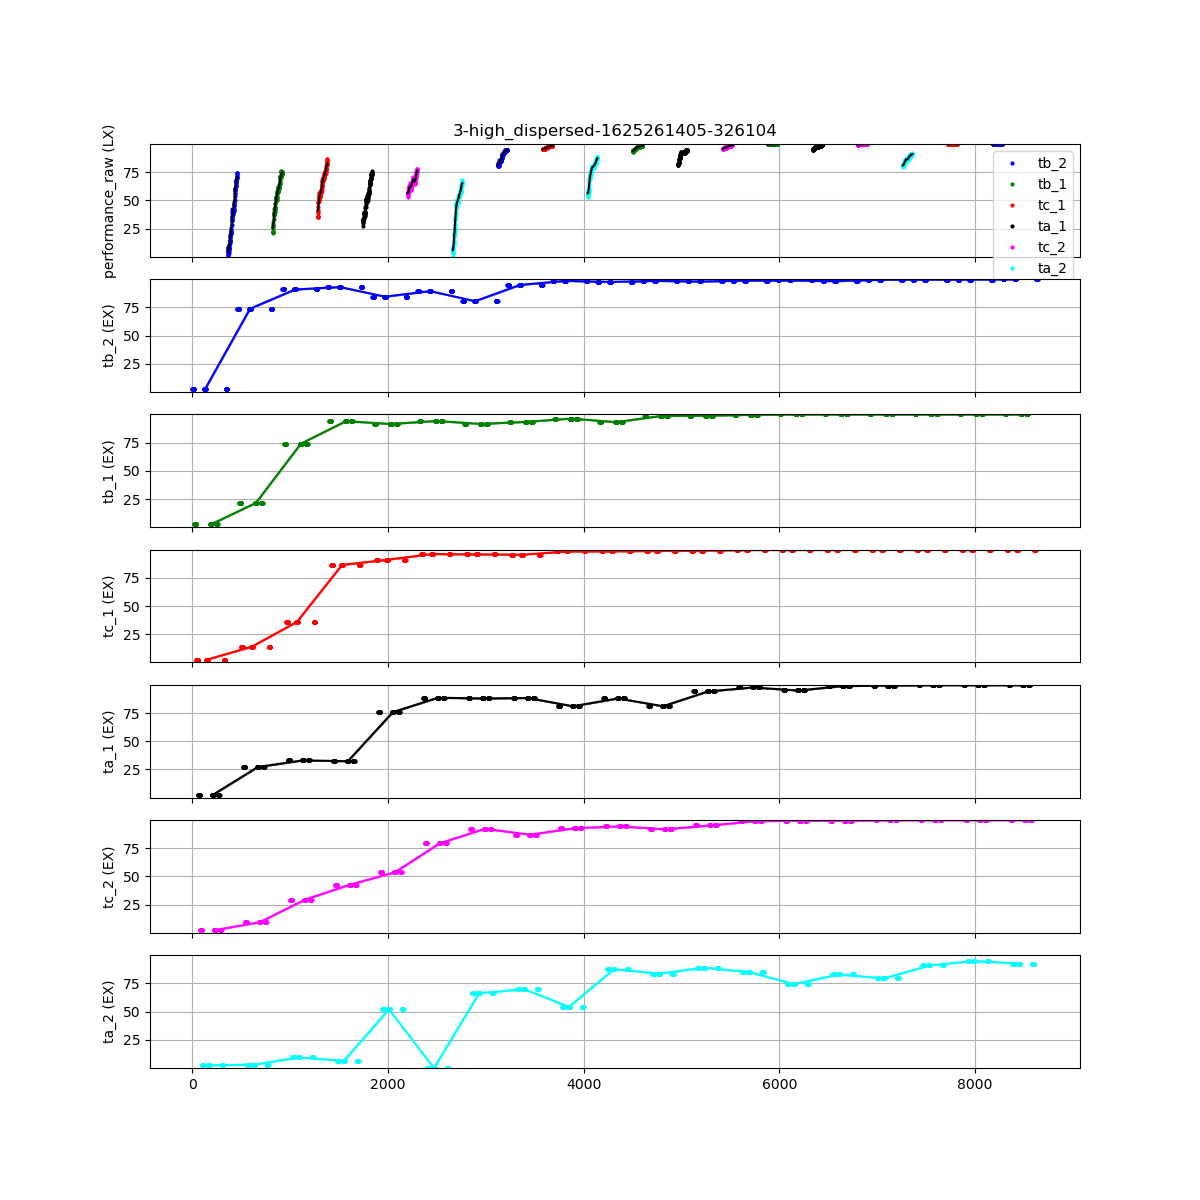 3-high_dispersed-1625261405-326104
performance_raw (LX)
75
50
25
tb_2
tb_1
tc_1
ta_1
tc_2
ta_2
tb_2 (EX)
75
50
25
tb_1 (EX)
75
50
25
tc_1 (EX)
75
50
25
ta_1 (EX)
75
50
25
tc_2 (EX)
75
50
25
ta_2 (EX)
75
50
25
0 2000 4000 6000 8000